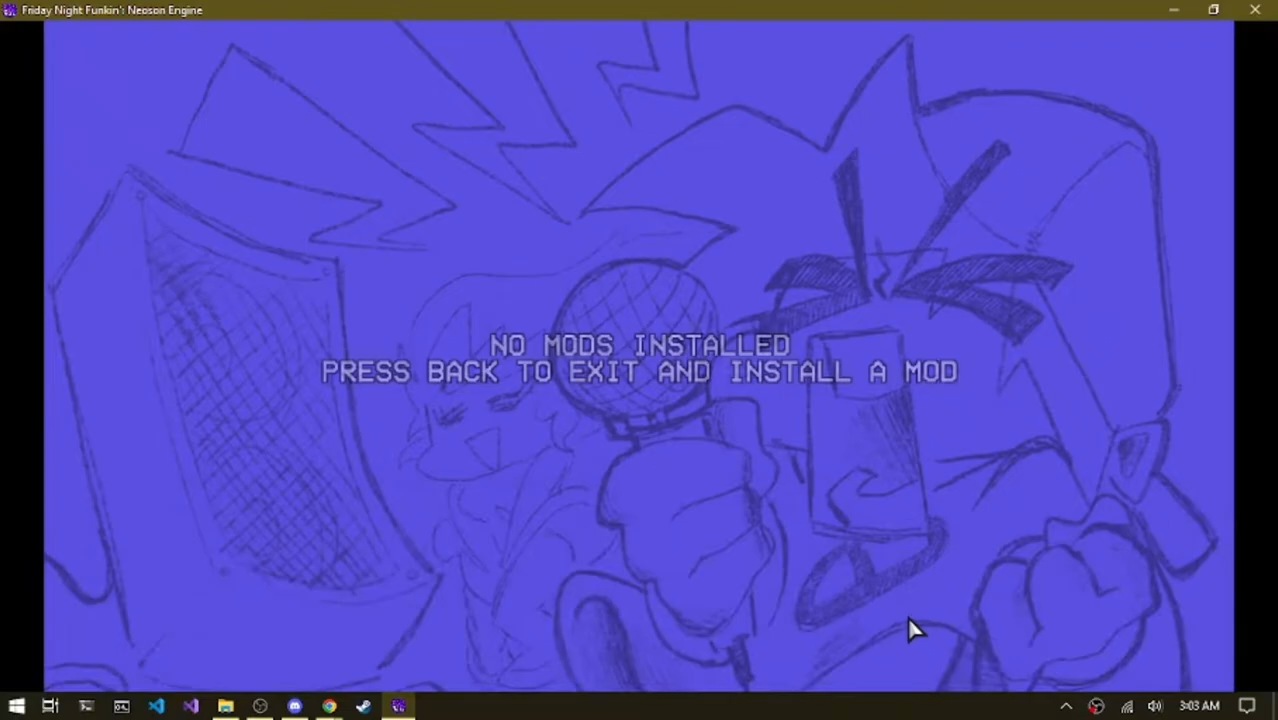 Friday Night Funkin': Neoson Engine
NO MODS INSTALLED
PRESS BACK TO EXIT AND INSTALL A MOD
3:03 AM